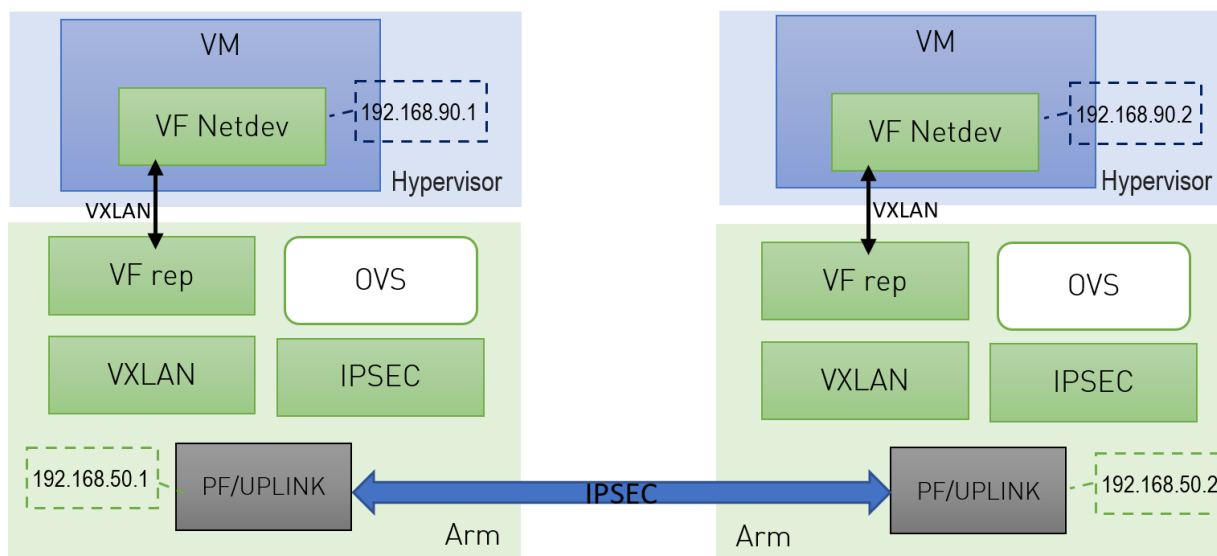 VM
VF Netdev
192.168.90.1
Hypervisor
VXLAN
VF rep
OVS
VXLAN
IPSEC
192.168.50.1
PF/UPLINK
Arm
IPSEC
VM
VF Netdev
192.168.90.2
Hypervisor
VXLAN
VF rep
OVS
VXLAN
IPSEC
PF/UPLINK
192.168.50.2
Arm